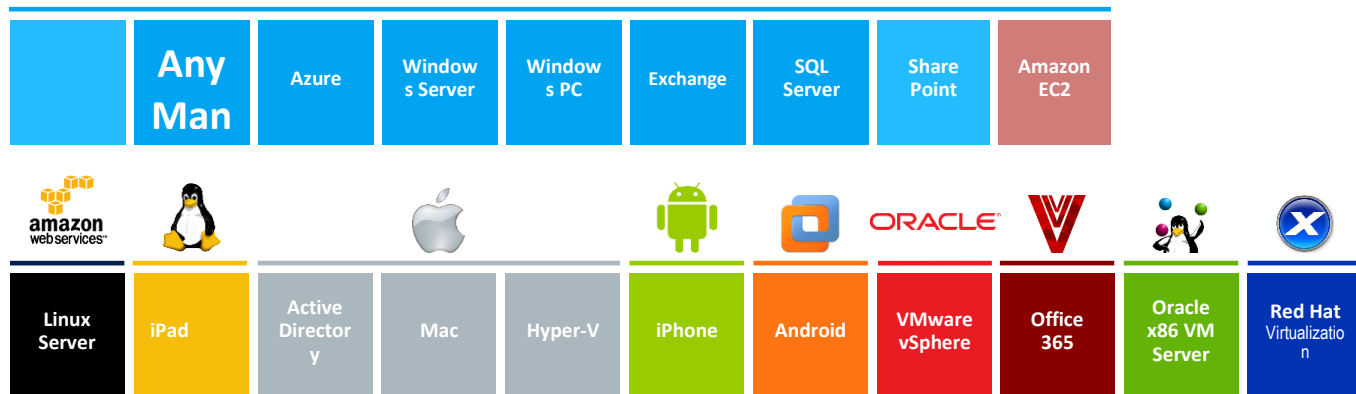 Any
Man
Azure
Window
s Server
Window
s PC
Exchange
SQL
Server
Share
Point
Amazon
EC2
amazon
webservices™
ORACLE®
Linux
Server
iPad
Active
Director
y
Mac
Hyper-V
iPhone
Android
VMware
vSphere
Office
365
Oracle
x86 VM
Server
Red Hat
Virtualizatio
n